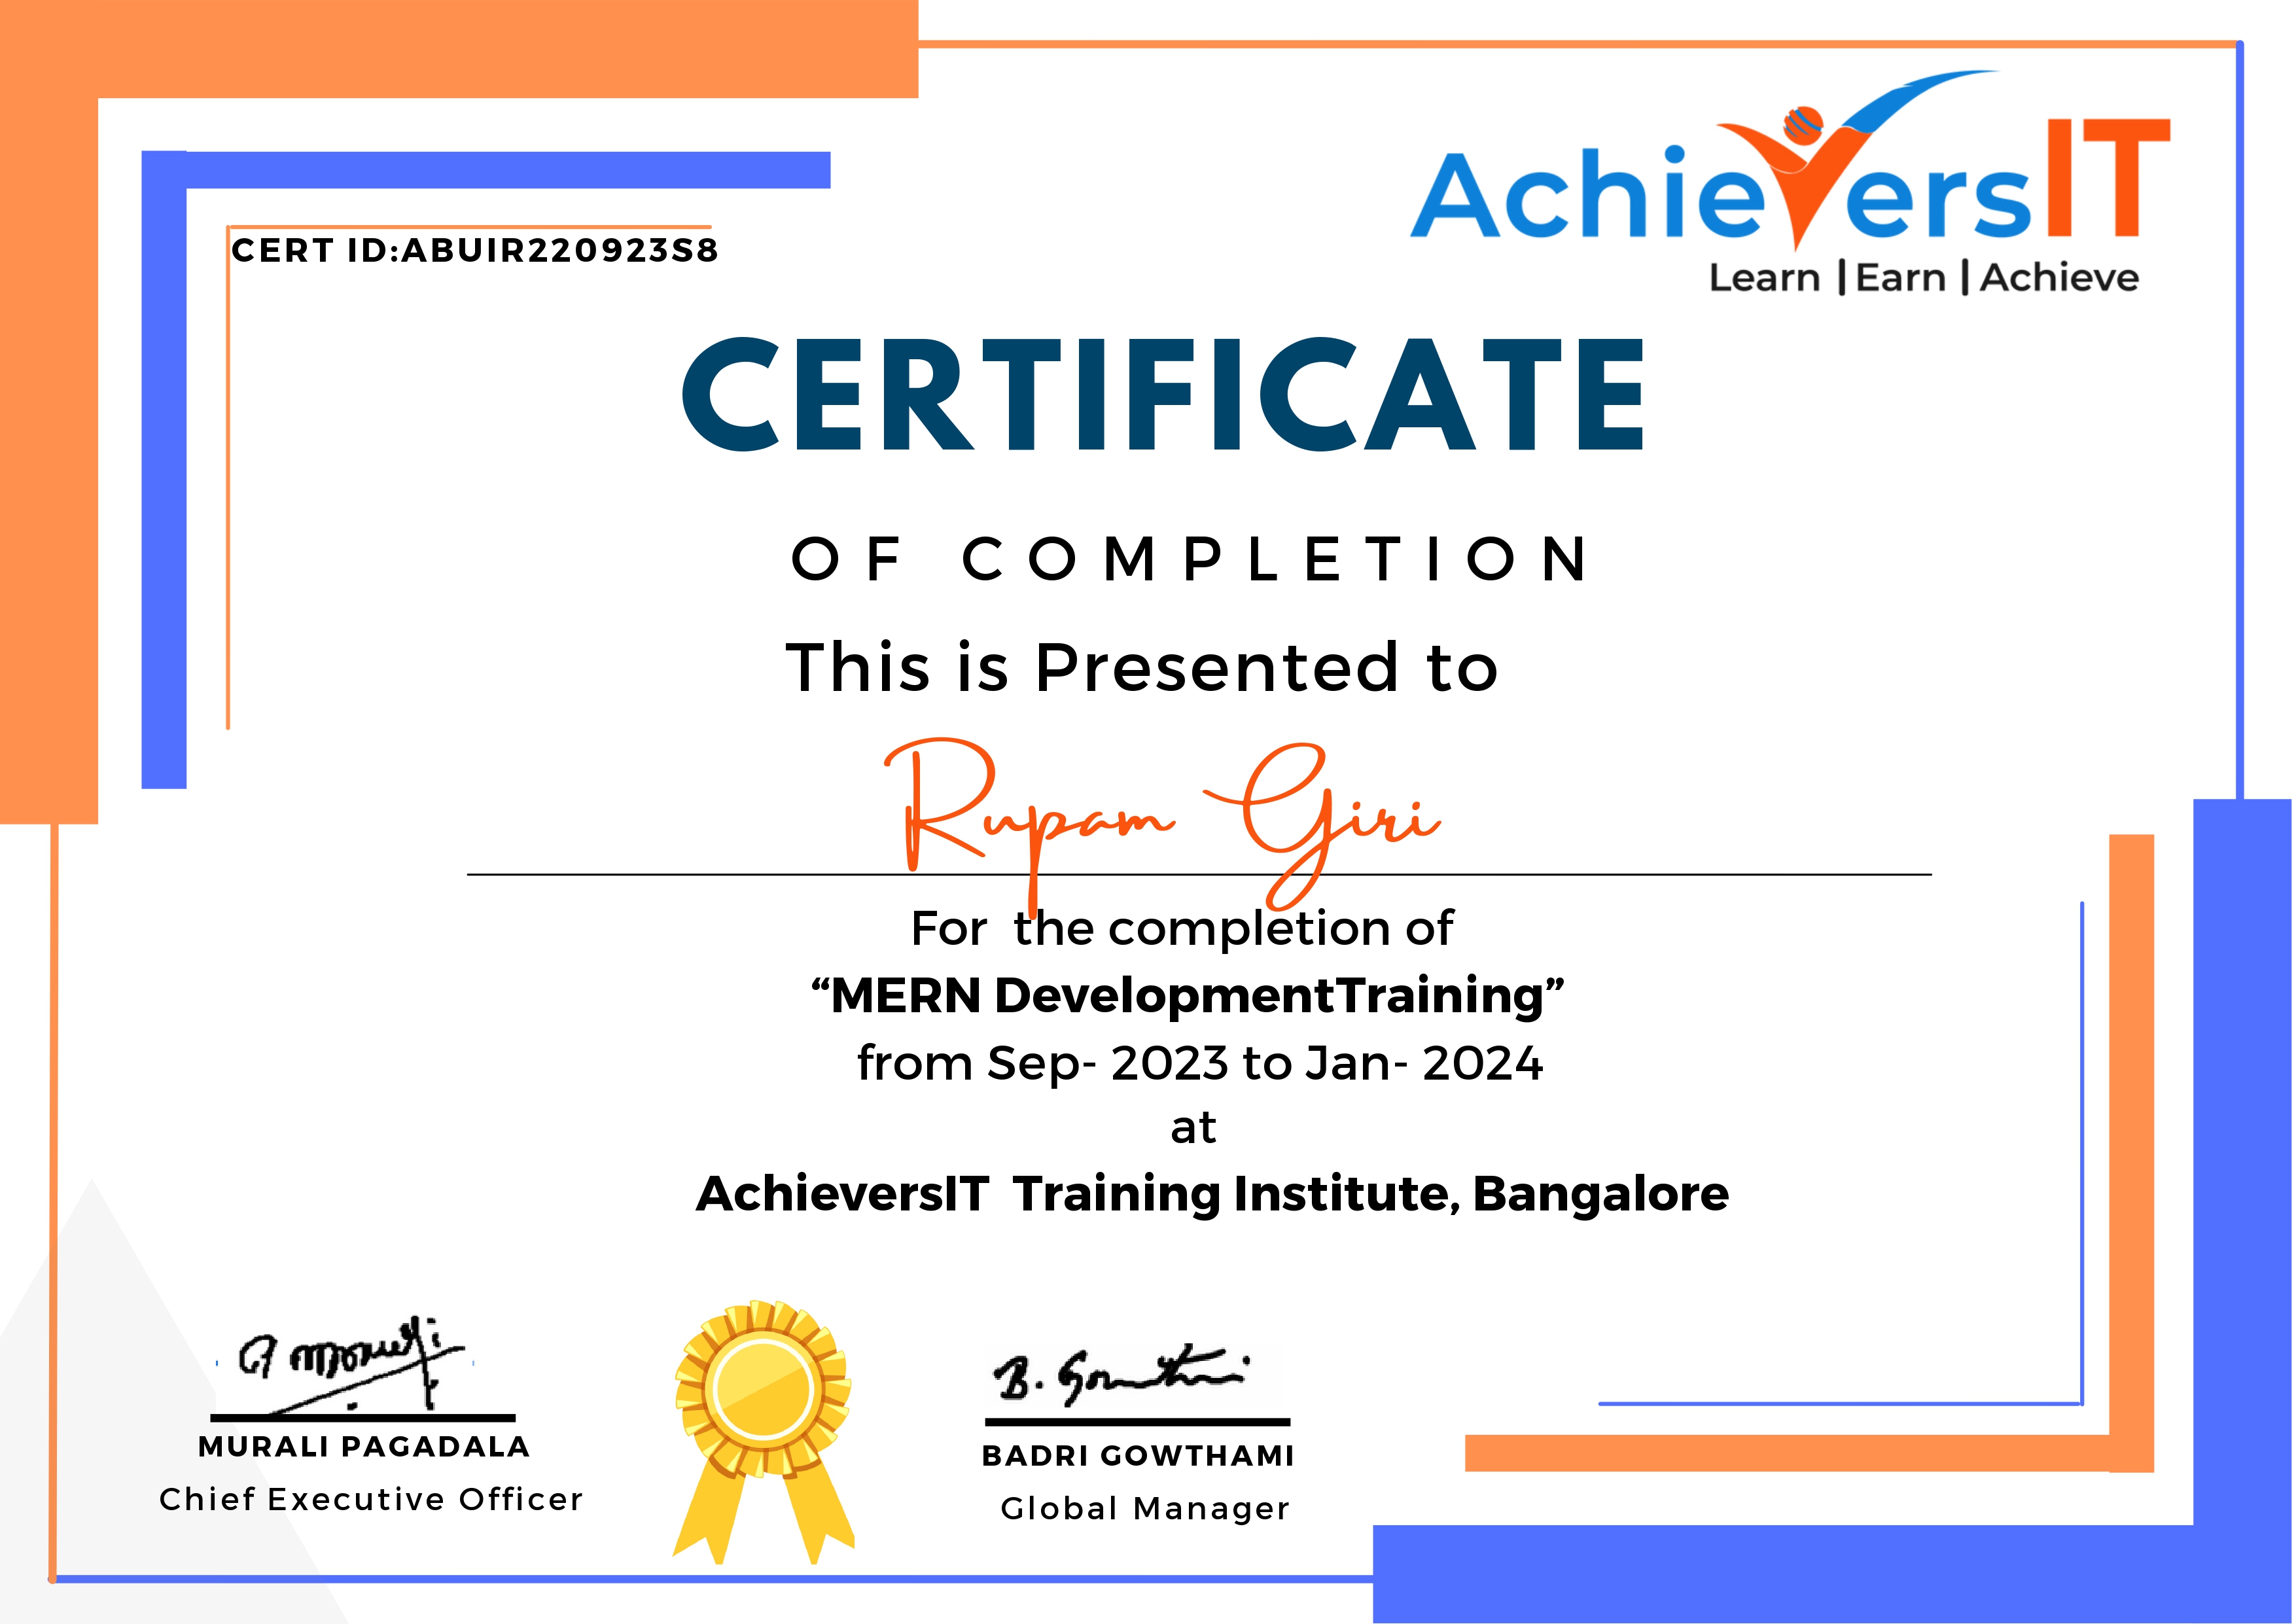 CERT ID:ABUIR220923S8
AchieversIT
Learn | Earn | Achieve
CERTIFICATE
OF COMPLETION
This is Presented to
Rupam Giri
For the completion of
“MERN DevelopmentTraining”
from Sep- 2023 to Jan- 2024
at
AchieversIT Training Institute, Bangalore
B. Gowthami
MURALI PAGADALA
BADRI GOWTHAMI
Chief Executive Officer
Global Manager